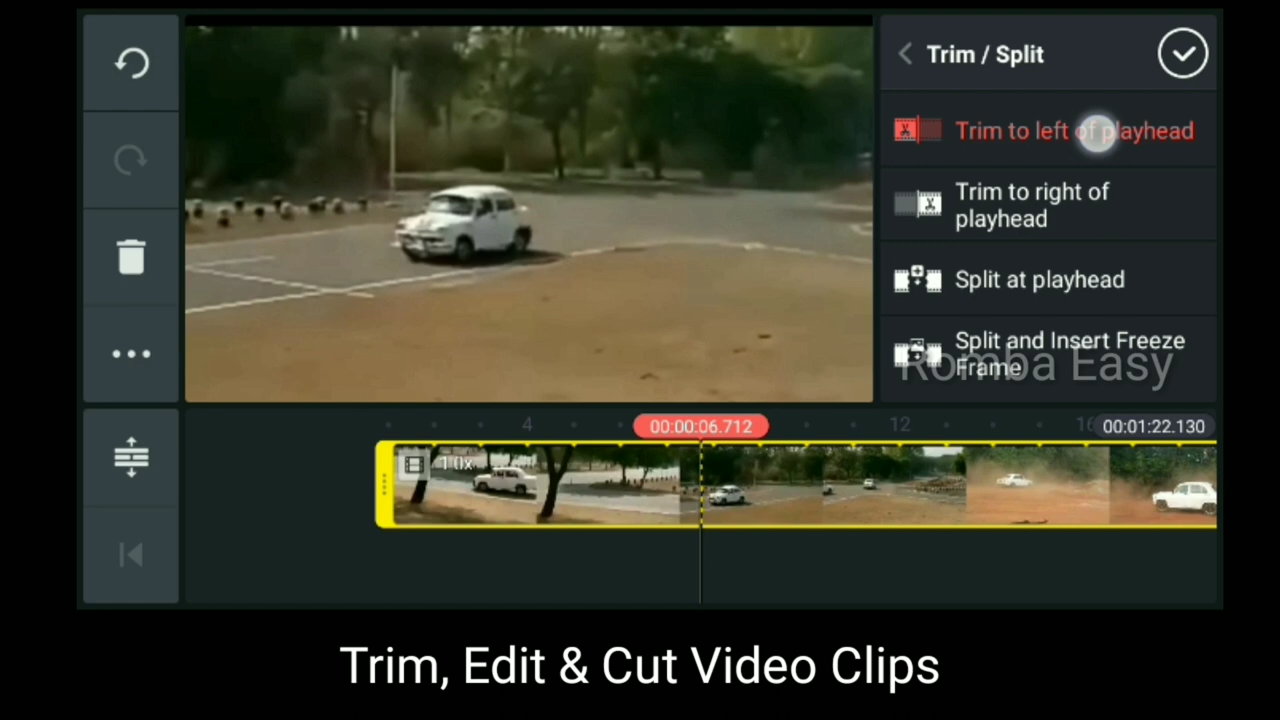 Trim / Split
Trim to left of playhead
Trim to right of
playhead
Split at playhead
Split and Insert Freeze
Frame
Romba Easy
4
00:00:06.712
12
16
00:01:22.130
1.0x
Trim, Edit & Cut Video Clips